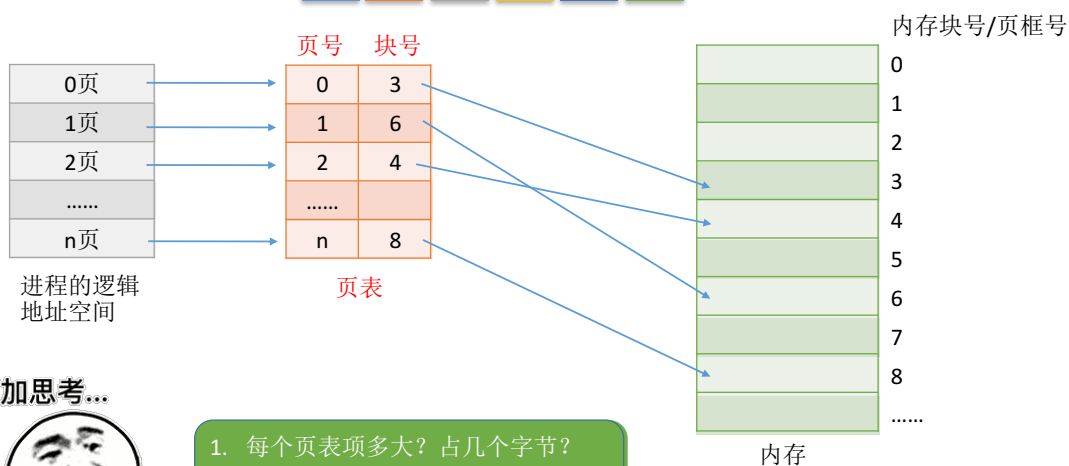 内存块号/页框号
页号 块号
0页
1页
2页
……
n页
0 3
1 6
2 4
……
n 8
0
1
2
3
4
5
6
7
8
……
进程的逻辑
地址空间
页表
内存
加思考...
1. 每个页表项多大？占几个字节？